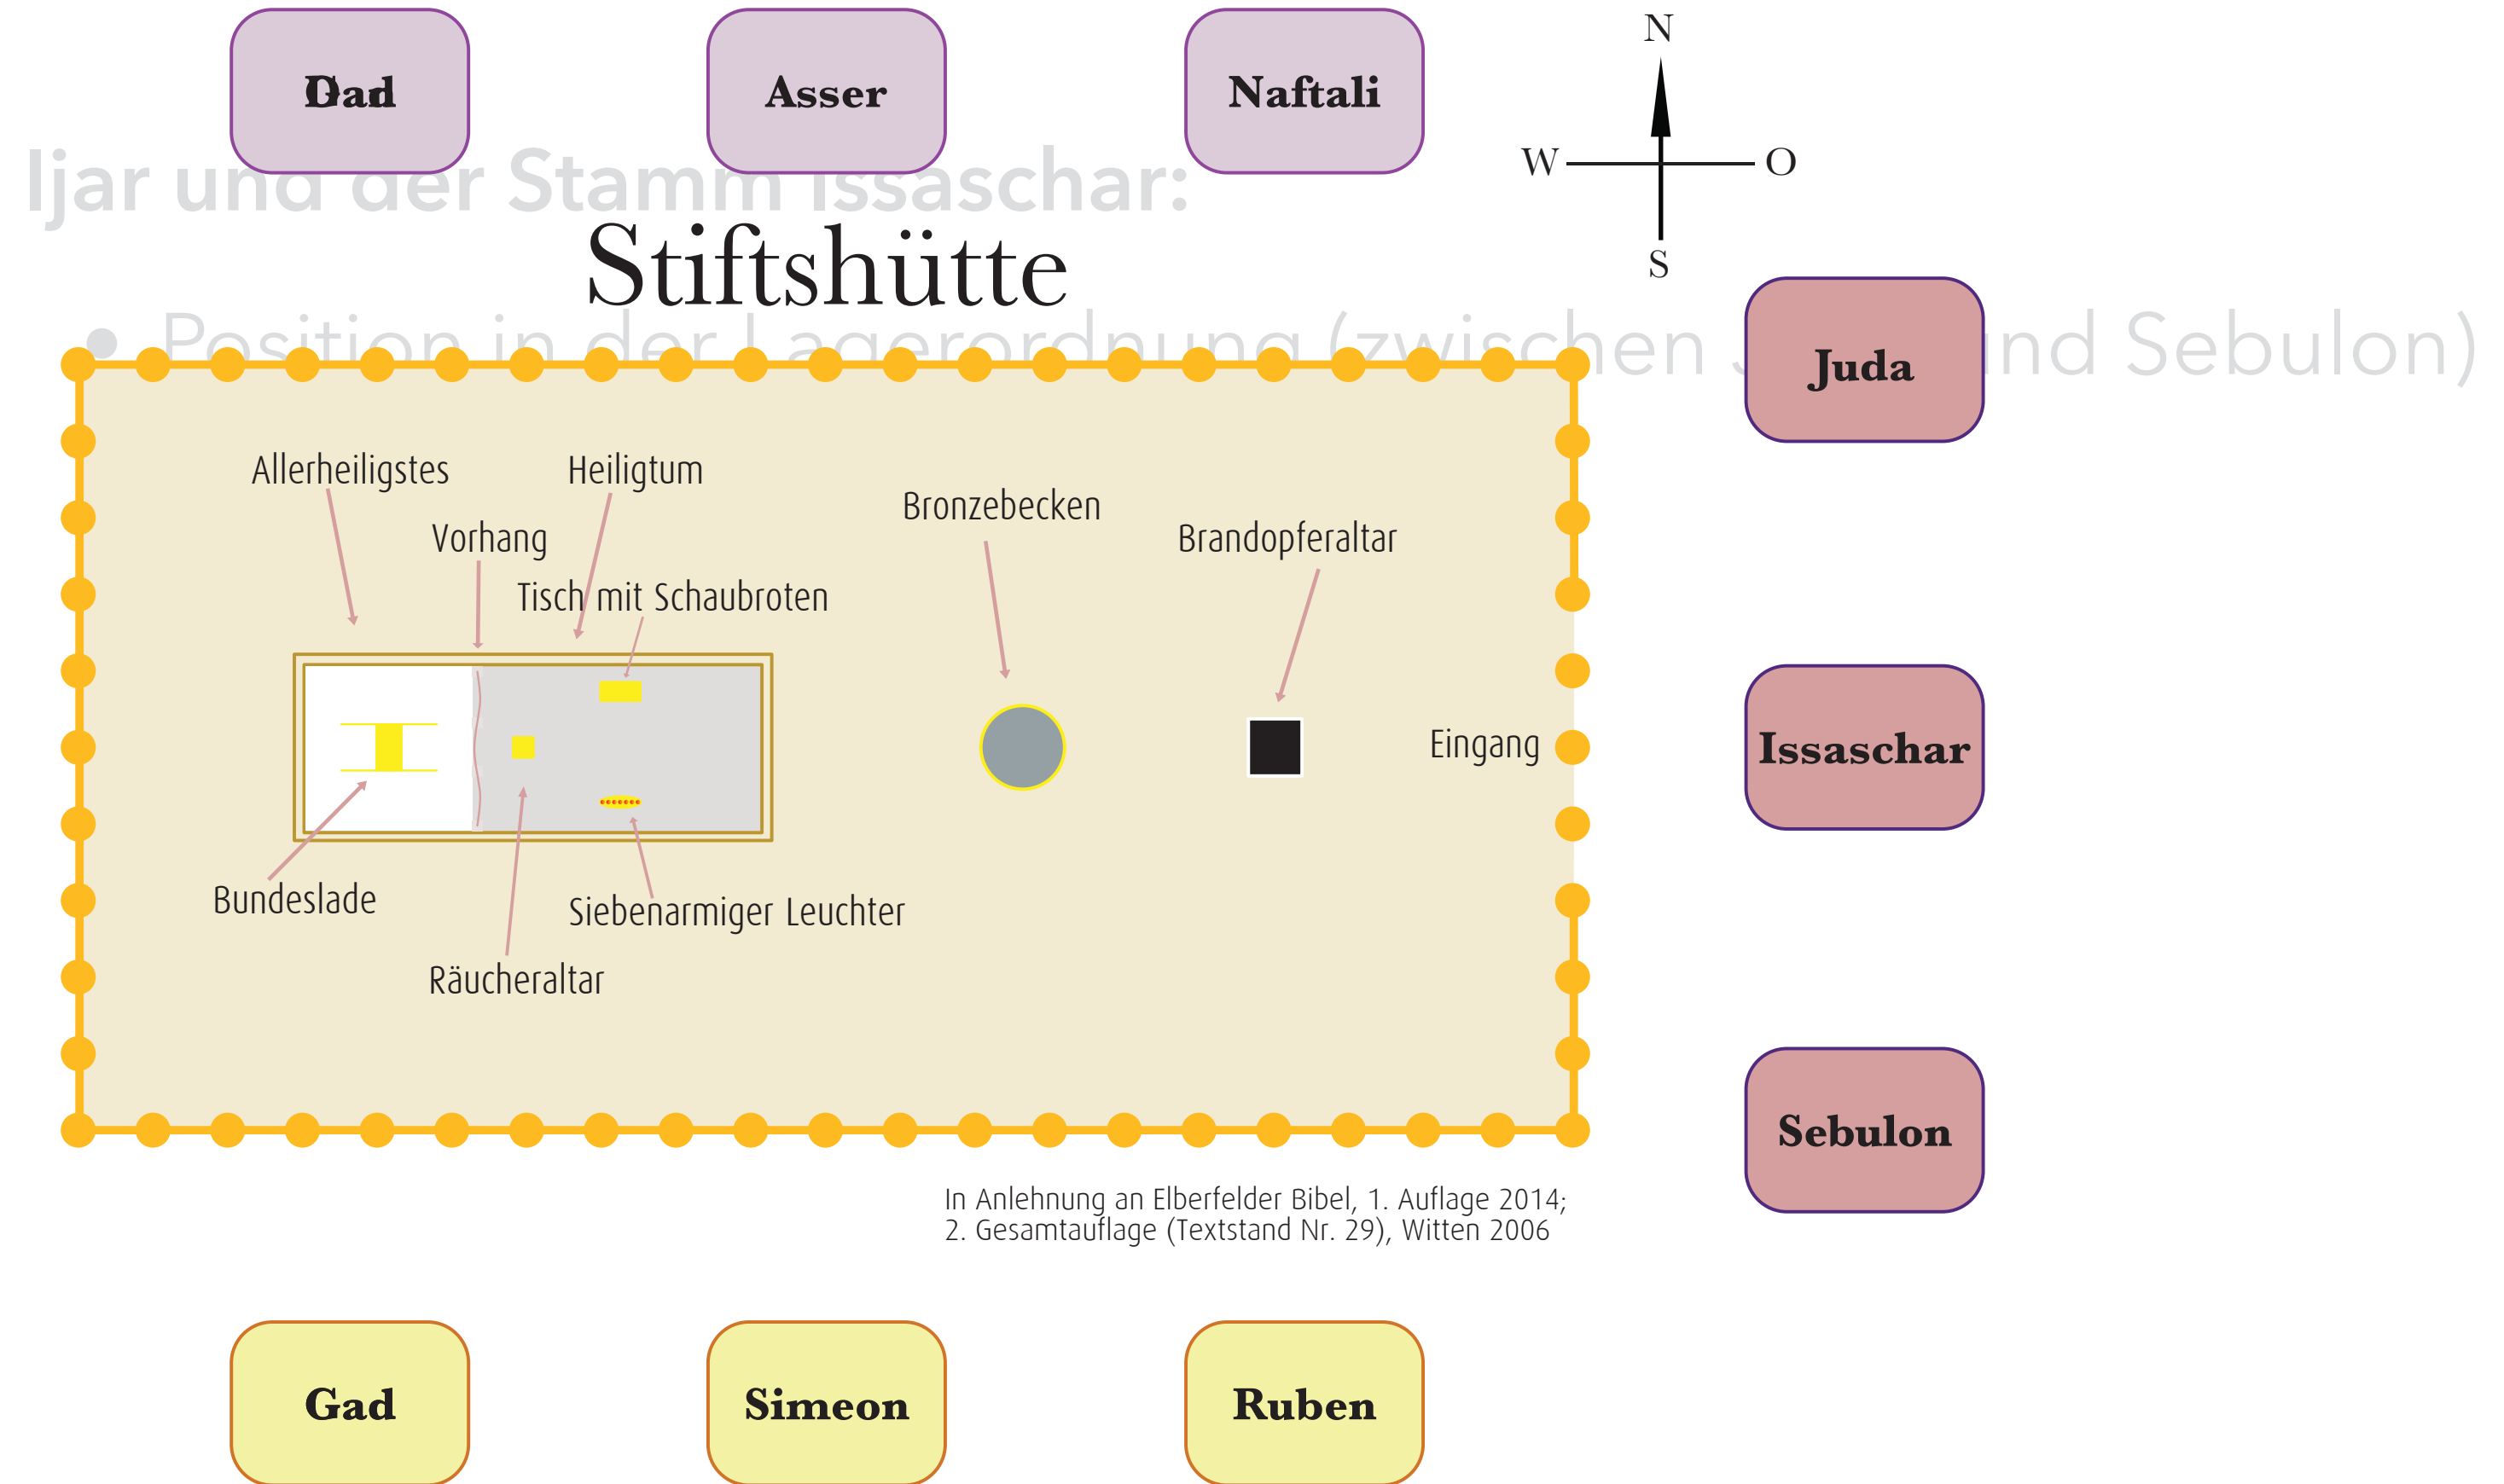 Asser
Naftali
N
W
O
S
Ijar und der Stamm Issaschar:
Stiftshütte
• Position in der Lagerordnung (zwischen Sebulon)
Juda
Allerheiligstes
Heiligtum
Bronzebecken
Vorhang
Brandopferaltar
Tisch mit Schaubroten
Eingang
Issaschar
Bundeslade
Siebenarmiger Leuchter
Räucheraltar
Sebulon
In Anlehnung an Elberfelder Bibel, 1. Auflage 2014;
2. Gesamtauflage (Textstand Nr. 29), Witten 2006
Gad
Simeon
Ruben